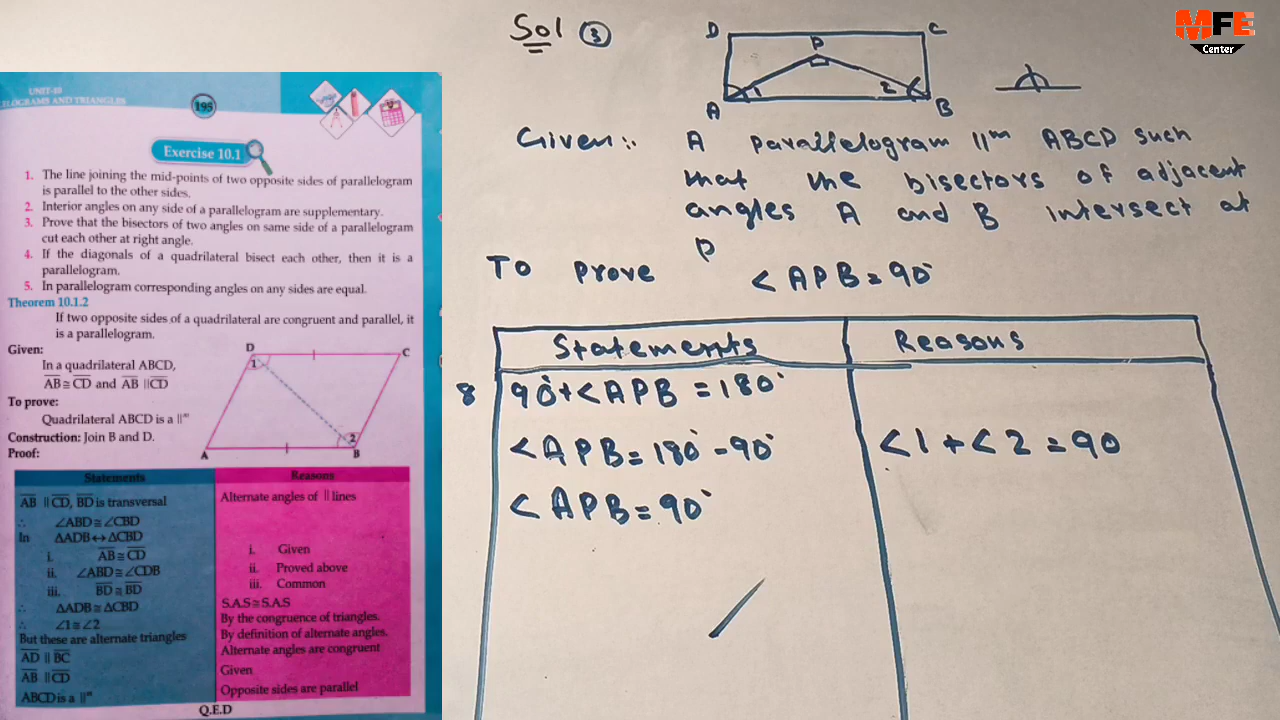 MFE
Center
UNIT-10
PARALLELOGRAMS AND TRIANGLES
195
Exercise 10.1
1. The line joining the mid-points of two opposite sides of parallelogram
is parallel to the other sides.
2. Interior angles on any side of a parallelogram are supplementary.
3. Prove that the bisectors of two angles on same side of a parallelogram
cut each other at right angle.
4. If the diagonals of a quadrilateral bisect each other, then it is a
parallelogram.
5. In parallelogram corresponding angles on any sides are equal.
Theorem 10.1.2
If two opposite sides of a quadrilateral are congruent and parallel, it
is a parallelogram.
Given:
In a quadrilateral ABCD,
AB ≅ CD and AB ∥ CD
To prove:
Quadrilateral ABCD is a ∥ᵐ
Construction: Join B and D.
Proof:
D C
1
2
A B
Statements Reasons
AB ∥ CD, BD is transversal Alternate angles of ∥ lines
∴ ∠ABD ≅ ∠CBD
In ΔADB ↔ ΔCBD
i. AB ≅ CD i. Given
ii. ∠ABD ≅ ∠CDB ii. Proved above
iii. BD ≅ BD iii. Common
∴ ΔADB ≅ ΔCBD S.A.S ≅ S.A.S
∴ ∠1 ≅ ∠2 By the congruence of triangles.
But these are alternate triangles By definition of alternate angles.
AD ∥ BC Alternate angles are congruent
AB ∥ CD Given
ABCD is a ∥ᵐ Opposite sides are parallel
Q.E.D
Sol 3
D C
P
1 2
A B
Given:. A parallelogram ∥ᵐ ABCD such
that the bisectors of adjacent
angles A and B intersect at
P
To prove <APB = 90°
Statements Reasons
8 90°+<APB = 180°
<APB = 180° - 90° <1 + <2 = 90
<APB = 90°